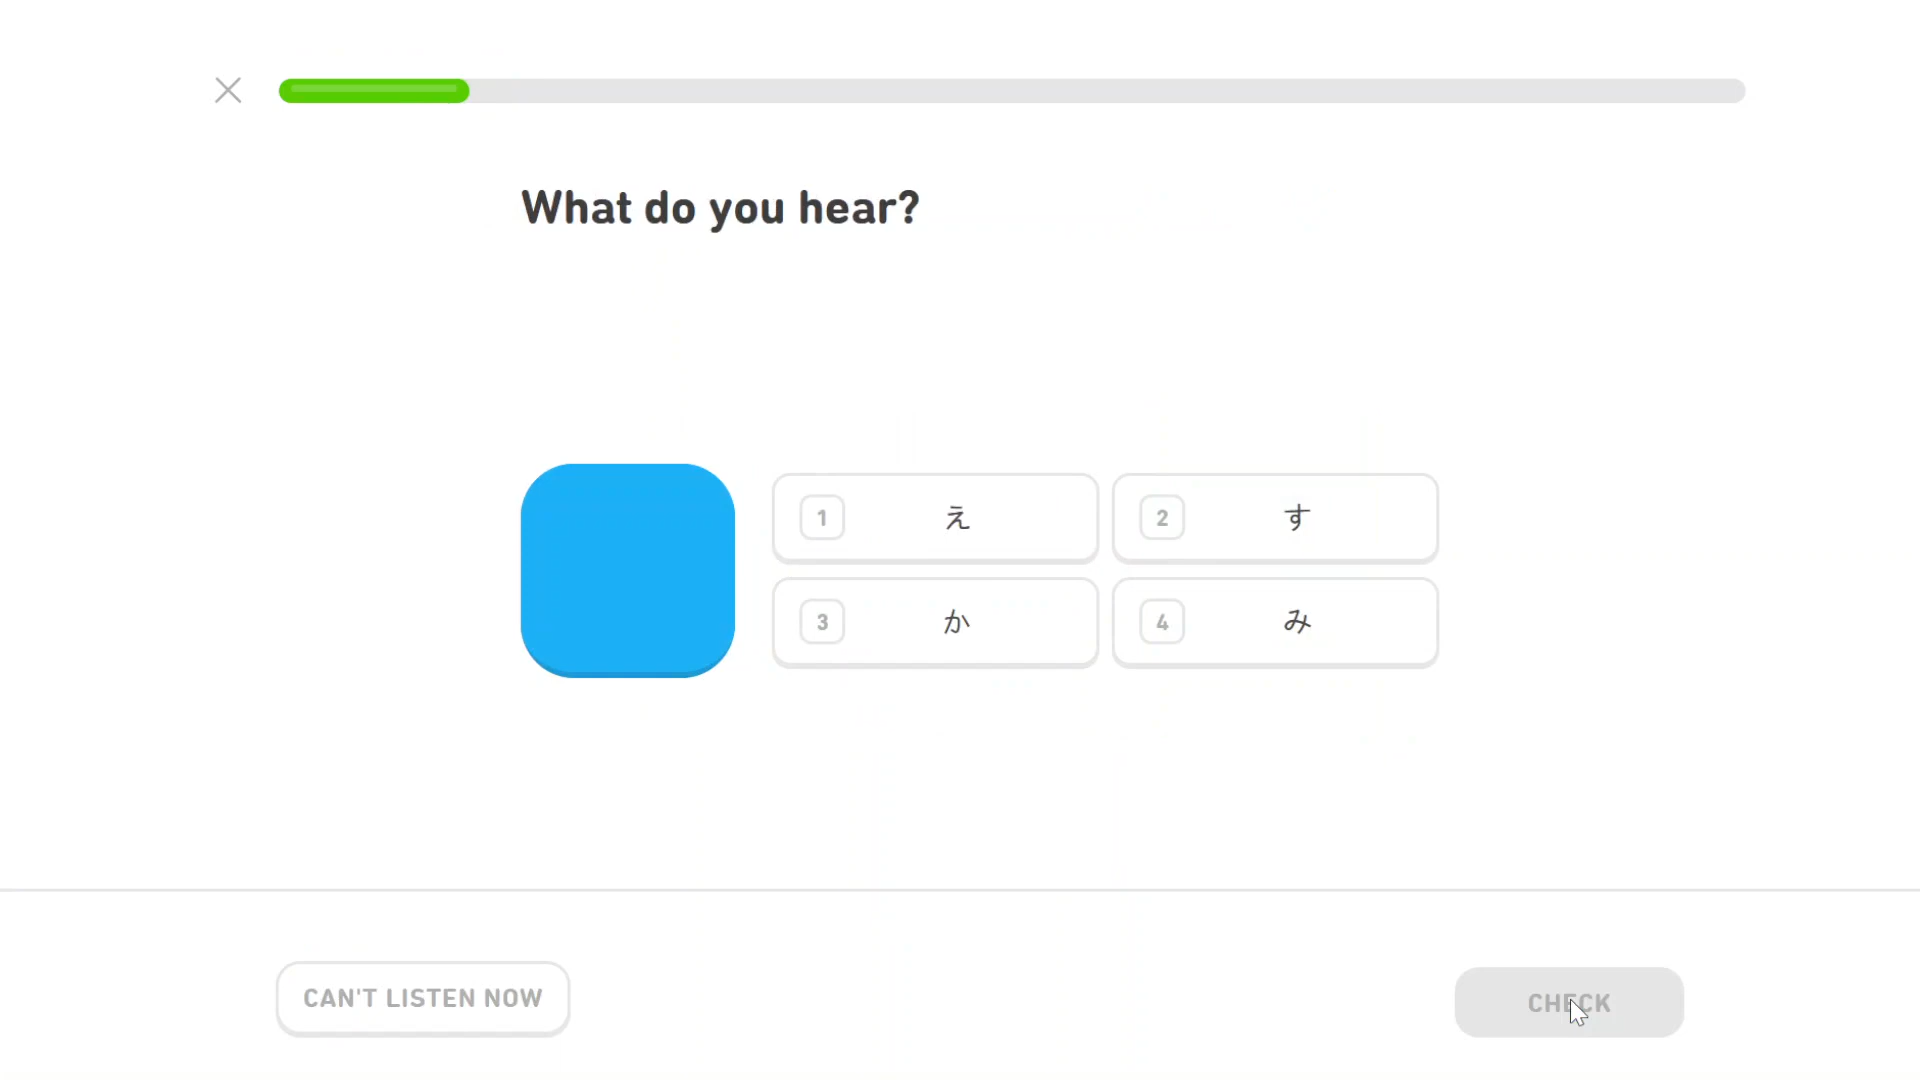 What do you hear?
1 え
2 す
3 か
4 み
CAN'T LISTEN NOW
CHECK